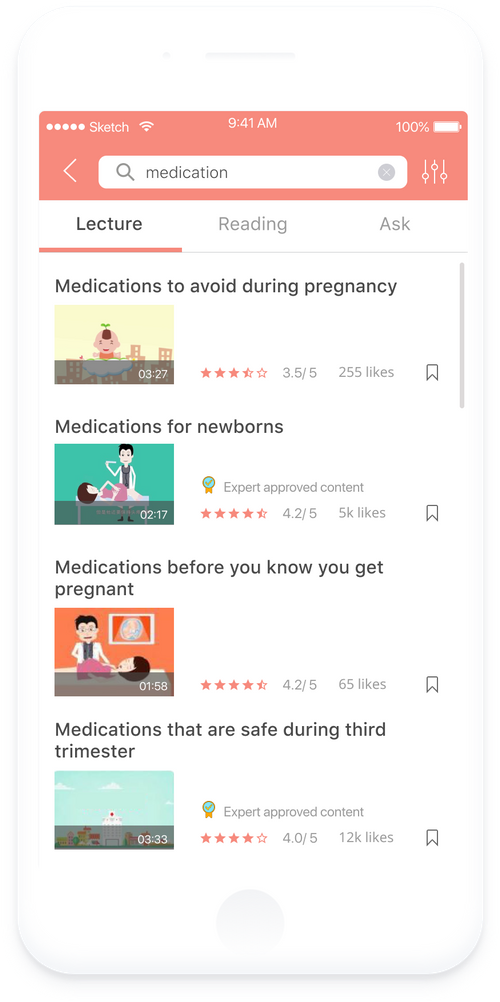 Sketch 9:41 AM 100%
medication
Lecture Reading Ask
Medications to avoid during pregnancy
03:27 3.5/ 5 255 likes
Medications for newborns
Expert approved content
02:17 4.2/ 5 5k likes
Medications before you know you get
pregnant
01:58 4.2/ 5 65 likes
Medications that are safe during third
trimester
Expert approved content
03:33 4.0/ 5 12k likes